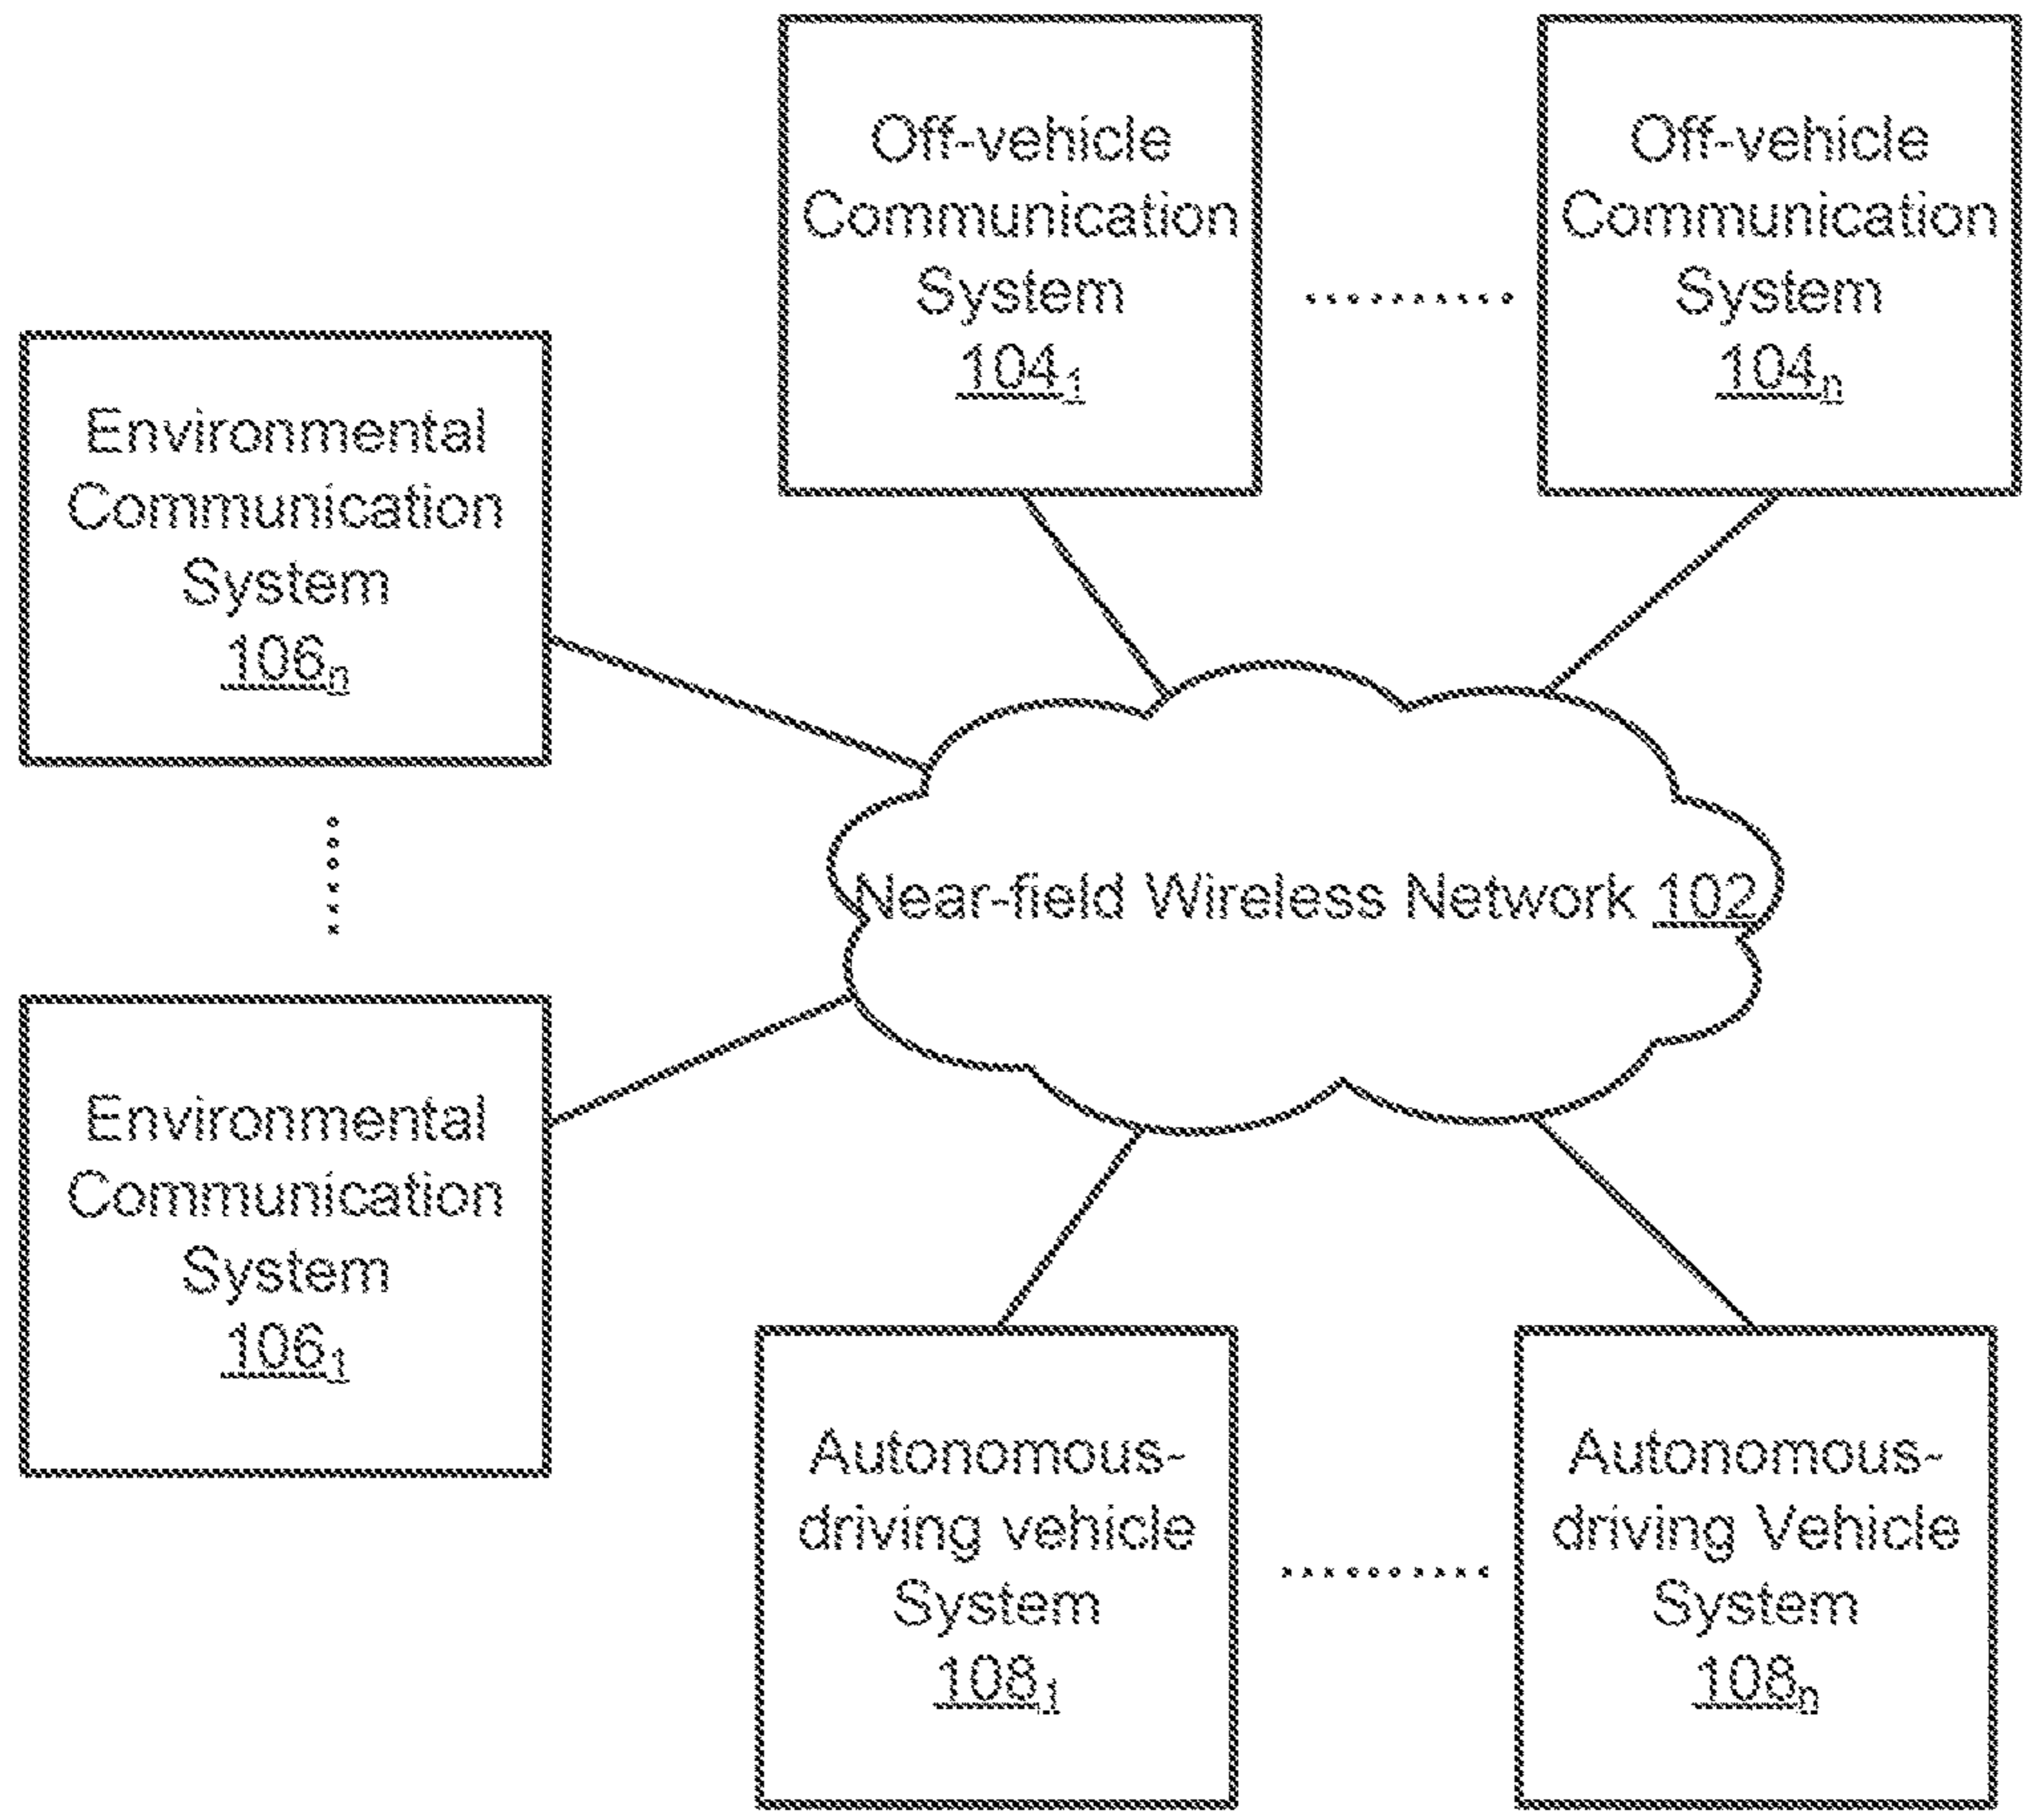 Off-vehicle
Communication
System
104₁
Off-vehicle
Communication
System
104ₙ
Environmental
Communication
System
106ₙ
Near-field Wireless Network 102
Environmental
Communication
System
106₁
Autonomous-
driving vehicle
System
108₁
Autonomous-
driving Vehicle
System
108ₙ